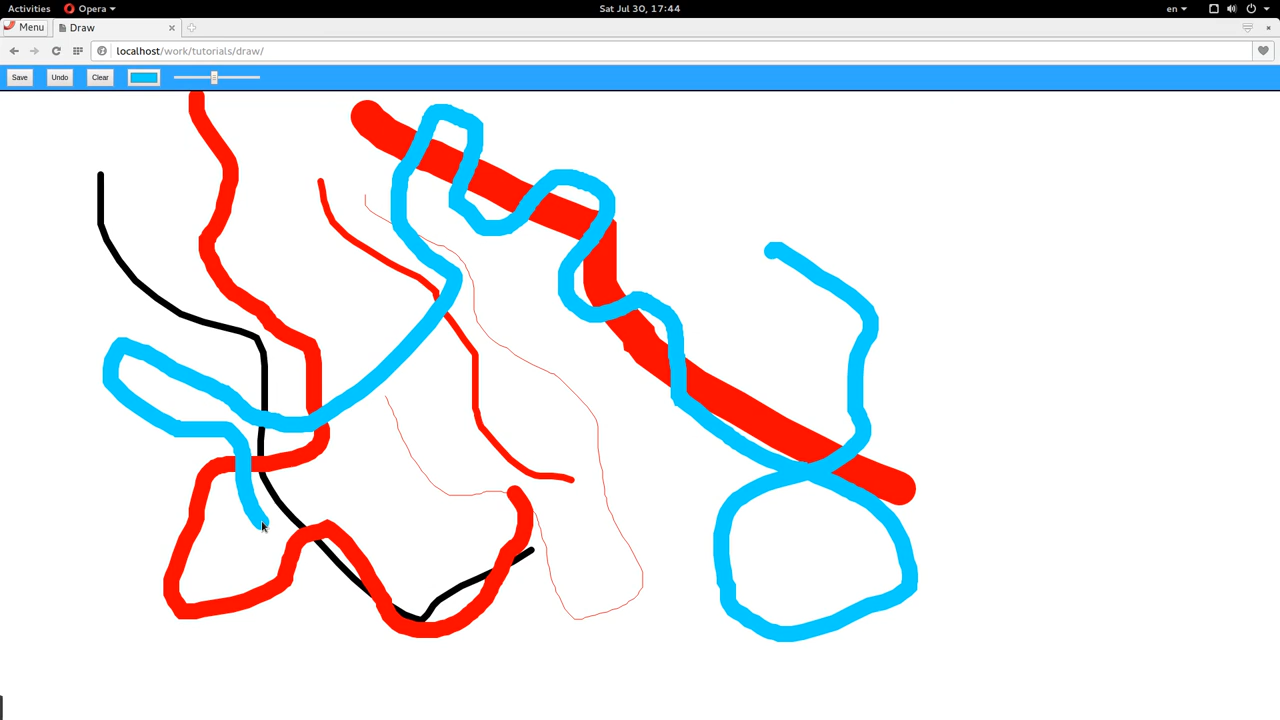 Activities Opera Sat Jul 30, 17:44 en
Menu Draw
localhost/work/tutorials/draw/
Save Undo Clear